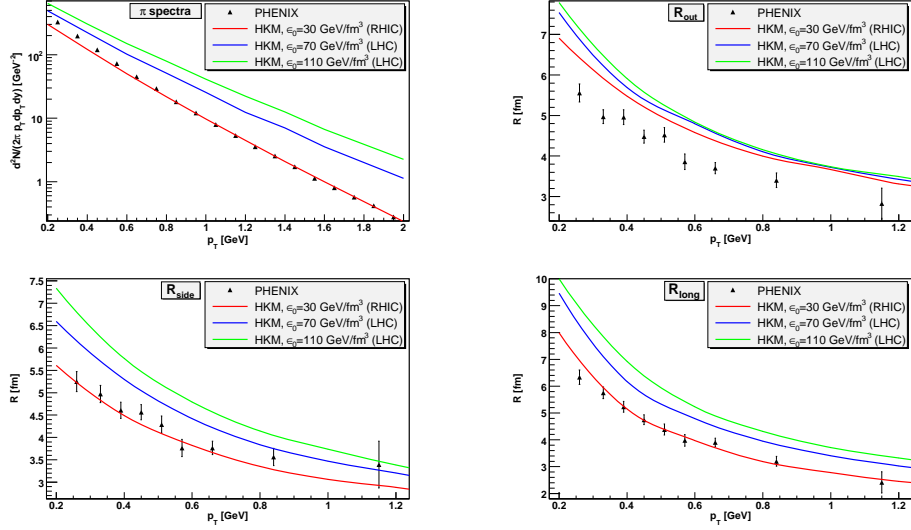 π spectra
PHENIX
HKM, ε₀=30 GeV/fm³ (RHIC)
HKM, ε₀=70 GeV/fm³ (LHC)
HKM, ε₀=110 GeV/fm³ (LHC)
d²N/(2π p_T dp_T dy) [GeV⁻²]
10²
10
1
0.2 0.4 0.6 0.8 1 1.2 1.4 1.6 1.8 2
p_T [GeV]
R_out
PHENIX
HKM, ε₀=30 GeV/fm³ (RHIC)
HKM, ε₀=70 GeV/fm³ (LHC)
HKM, ε₀=110 GeV/fm³ (LHC)
R [fm]
7
6
5
4
3
0.2 0.4 0.6 0.8 1 1.2
p_T [GeV]
R_side
PHENIX
HKM, ε₀=30 GeV/fm³ (RHIC)
HKM, ε₀=70 GeV/fm³ (LHC)
HKM, ε₀=110 GeV/fm³ (LHC)
R [fm]
7.5
7
6.5
6
5.5
5
4.5
4
3.5
3
0.2 0.4 0.6 0.8 1 1.2
p_T [GeV]
R_long
PHENIX
HKM, ε₀=30 GeV/fm³ (RHIC)
HKM, ε₀=70 GeV/fm³ (LHC)
HKM, ε₀=110 GeV/fm³ (LHC)
R [fm]
10
9
8
7
6
5
4
3
2
0.2 0.4 0.6 0.8 1 1.2
p_T [GeV]